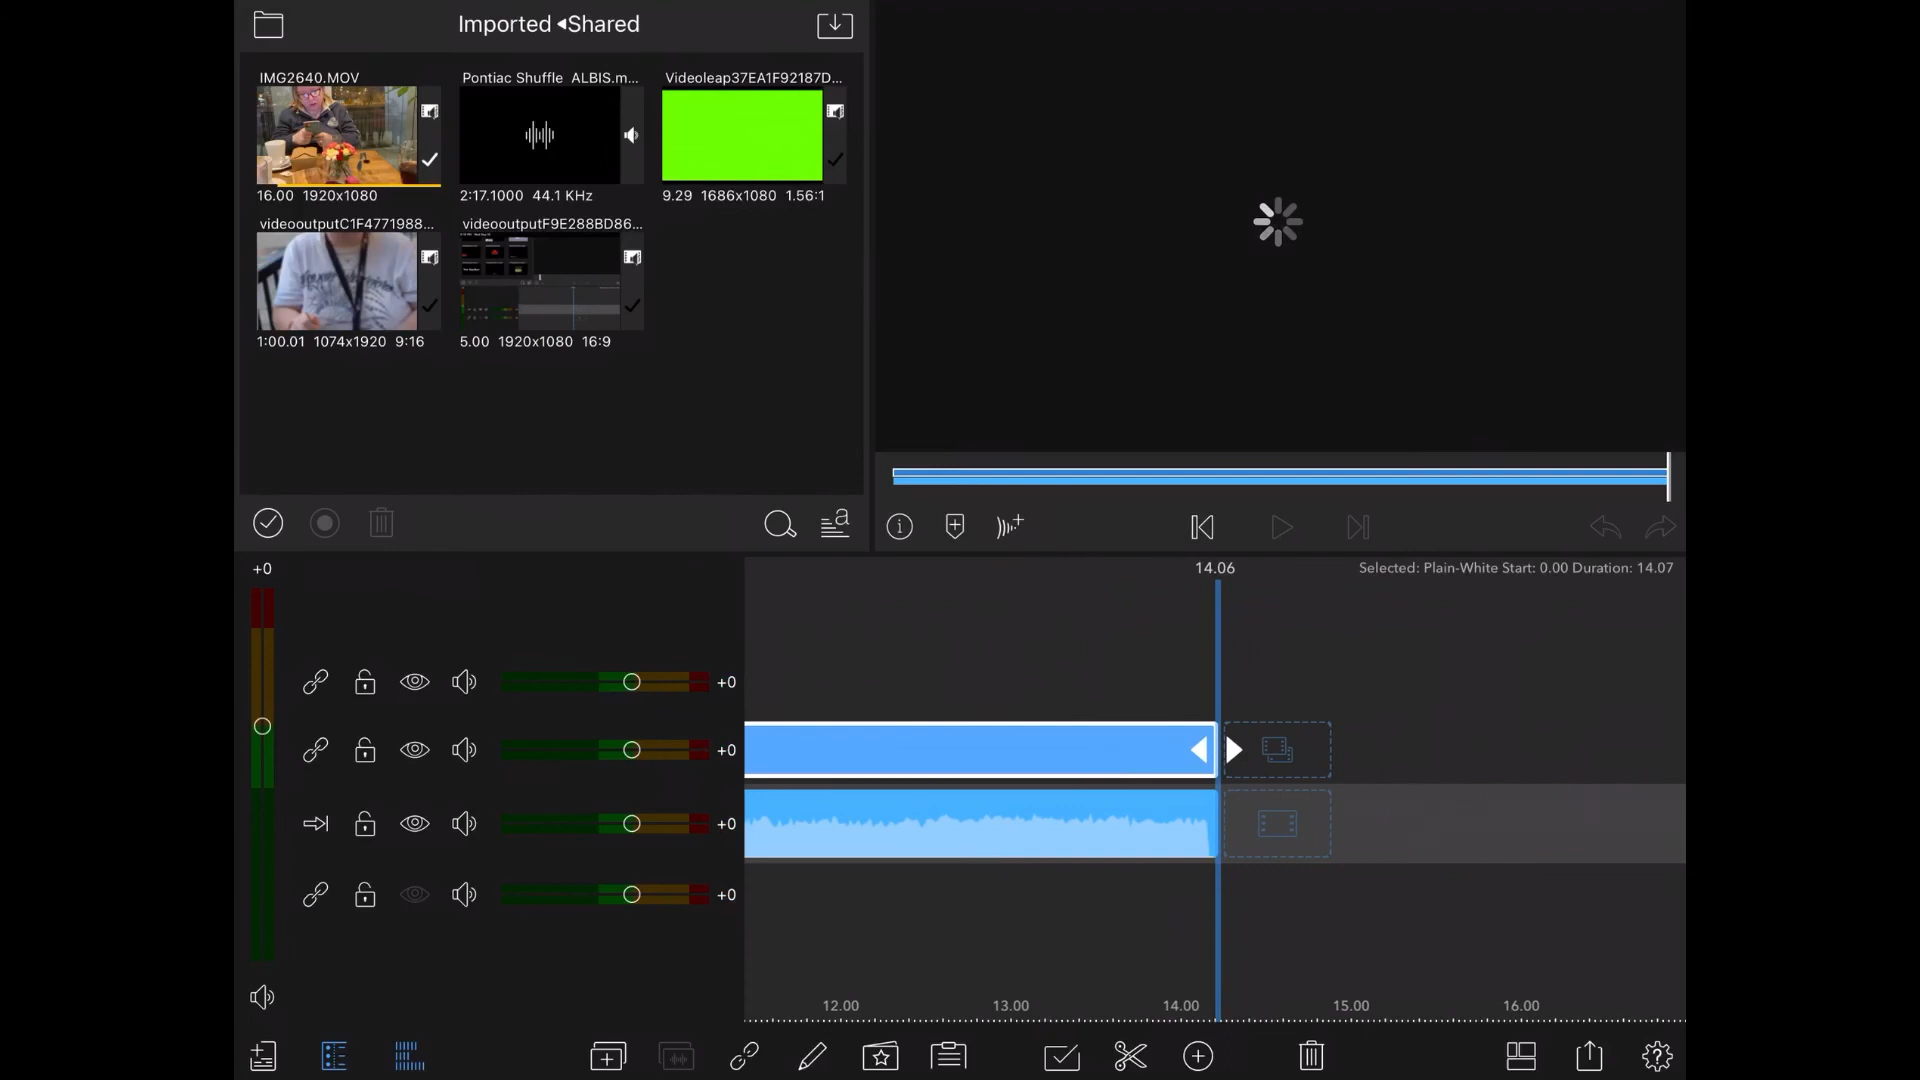 Imported ◂Shared
IMG2640.MOV
Pontiac Shuffle ALBIS.m...
Videoleap37EA1F92187D...
16.00 1920x1080
2:17.1000 44.1 KHz
9.29 1686x1080 1.56:1
videooutputC1F4771988...
videooutputF9E288BD86...
1:00.01 1074x1920 9:16
5.00 1920x1080 16:9
+0
14.06
Selected: Plain-White Start: 0.00 Duration: 14.07
+0
+0
+0
+0
12.00 13.00 14.00 15.00 16.00